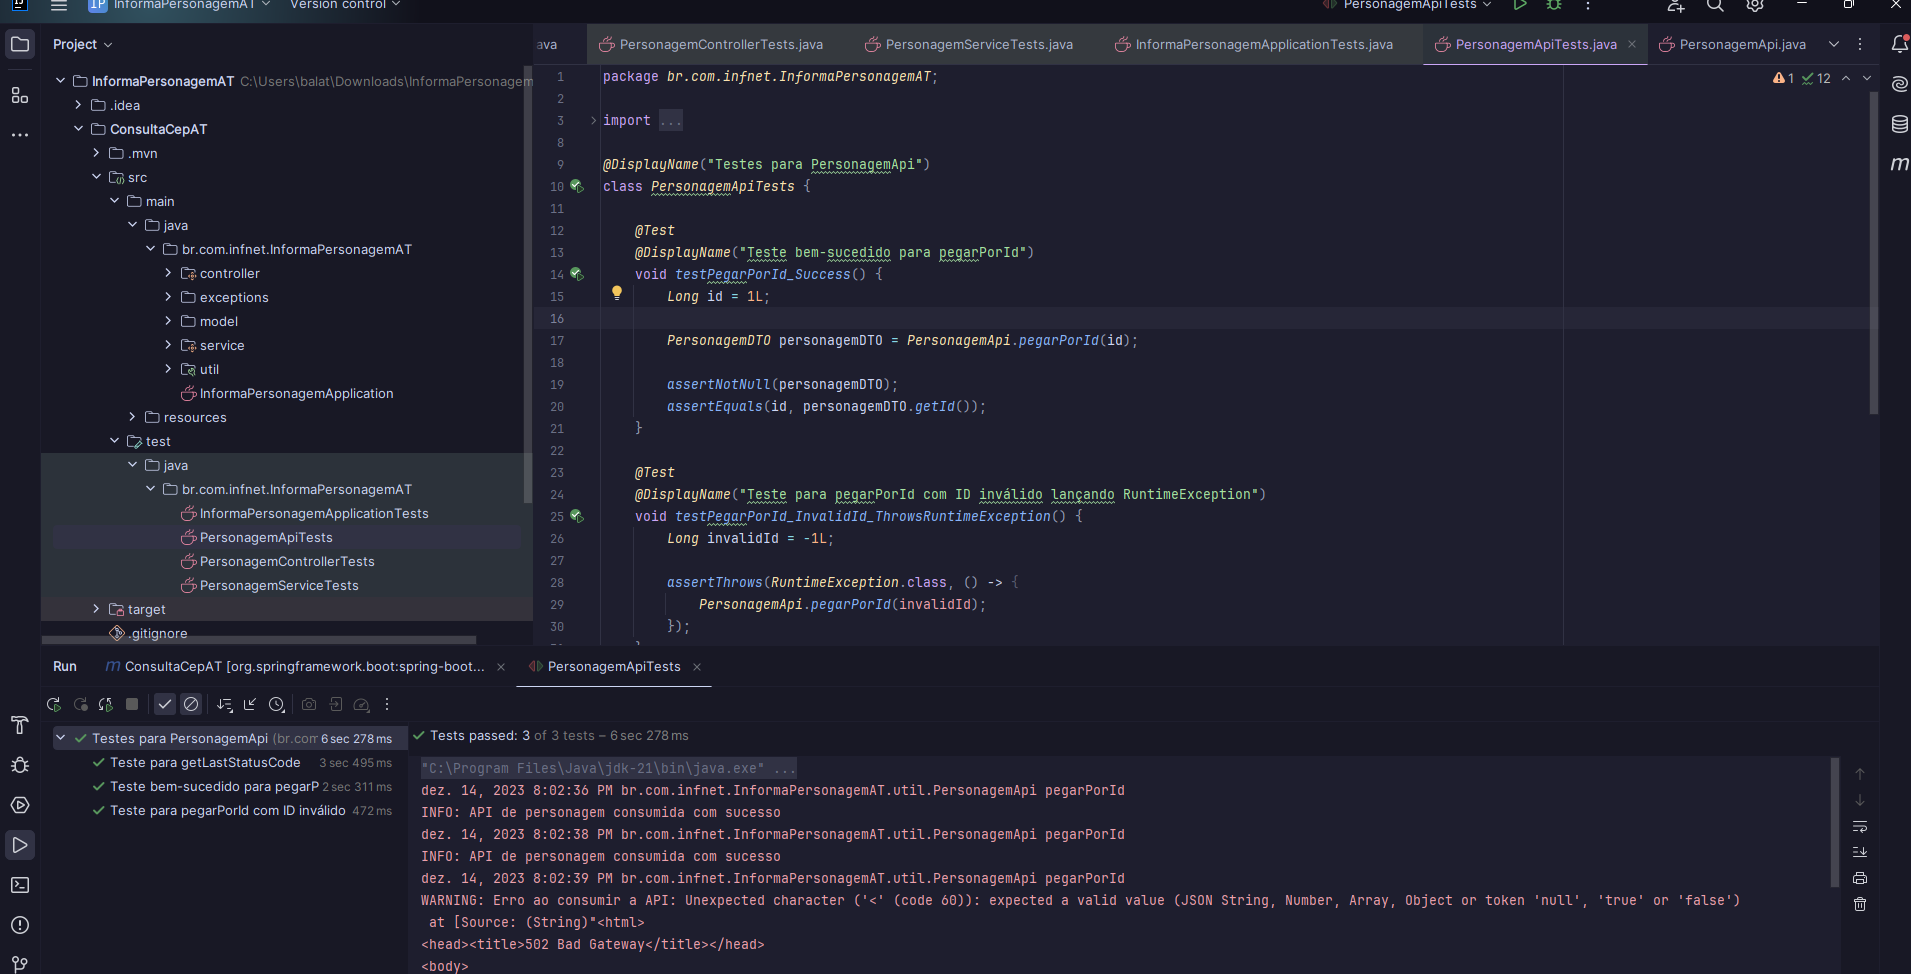 IP InformaPersonagemAT
Version control
PersonagemApiTests
Project
ava
PersonagemControllerTests.java
PersonagemServiceTests.java
InformaPersonagemApplicationTests.java
PersonagemApiTests.java
PersonagemApi.java
InformaPersonagemAT C:\Users\balat\Downloads\InformaPersonagem
.idea
ConsultaCepAT
.mvn
src
main
java
br.com.infnet.InformaPersonagemAT
controller
exceptions
model
service
util
InformaPersonagemApplication
resources
test
java
br.com.infnet.InformaPersonagemAT
InformaPersonagemApplicationTests
PersonagemApiTests
PersonagemControllerTests
PersonagemServiceTests
target
.gitignore
1 12
1 package br.com.infnet.InformaPersonagemAT;
2
3 import ...
8
9 @DisplayName("Testes para PersonagemApi")
10 class PersonagemApiTests {
11
12 @Test
13 @DisplayName("Teste bem-sucedido para pegarPorId")
14 void testPegarPorId_Success() {
15 Long id = 1L;
16
17 PersonagemDTO personagemDTO = PersonagemApi.pegarPorId(id);
18
19 assertNotNull(personagemDTO);
20 assertEquals(id, personagemDTO.getId());
21 }
22
23 @Test
24 @DisplayName("Teste para pegarPorId com ID inválido lançando RuntimeException")
25 void testPegarPorId_InvalidId_ThrowsRuntimeException() {
26 Long invalidId = -1L;
27
28 assertThrows(RuntimeException.class, () -> {
29 PersonagemApi.pegarPorId(invalidId);
30 });
Run
ConsultaCepAT [org.springframework.boot:spring-boot...
PersonagemApiTests
Testes para PersonagemApi (br.com 6 sec 278 ms
Teste para getLastStatusCode 3 sec 495 ms
Teste bem-sucedido para pegarP 2 sec 311 ms
Teste para pegarPorId com ID inválido 472 ms
Tests passed: 3 of 3 tests – 6 sec 278 ms
"C:\Program Files\Java\jdk-21\bin\java.exe" ...
dez. 14, 2023 8:02:36 PM br.com.infnet.InformaPersonagemAT.util.PersonagemApi pegarPorId
INFO: API de personagem consumida com sucesso
dez. 14, 2023 8:02:38 PM br.com.infnet.InformaPersonagemAT.util.PersonagemApi pegarPorId
INFO: API de personagem consumida com sucesso
dez. 14, 2023 8:02:39 PM br.com.infnet.InformaPersonagemAT.util.PersonagemApi pegarPorId
WARNING: Erro ao consumir a API: Unexpected character ('<' (code 60)): expected a valid value (JSON String, Number, Array, Object or token 'null', 'true' or 'false')
at [Source: (String)"<html>
<head><title>502 Bad Gateway</title></head>
<body>